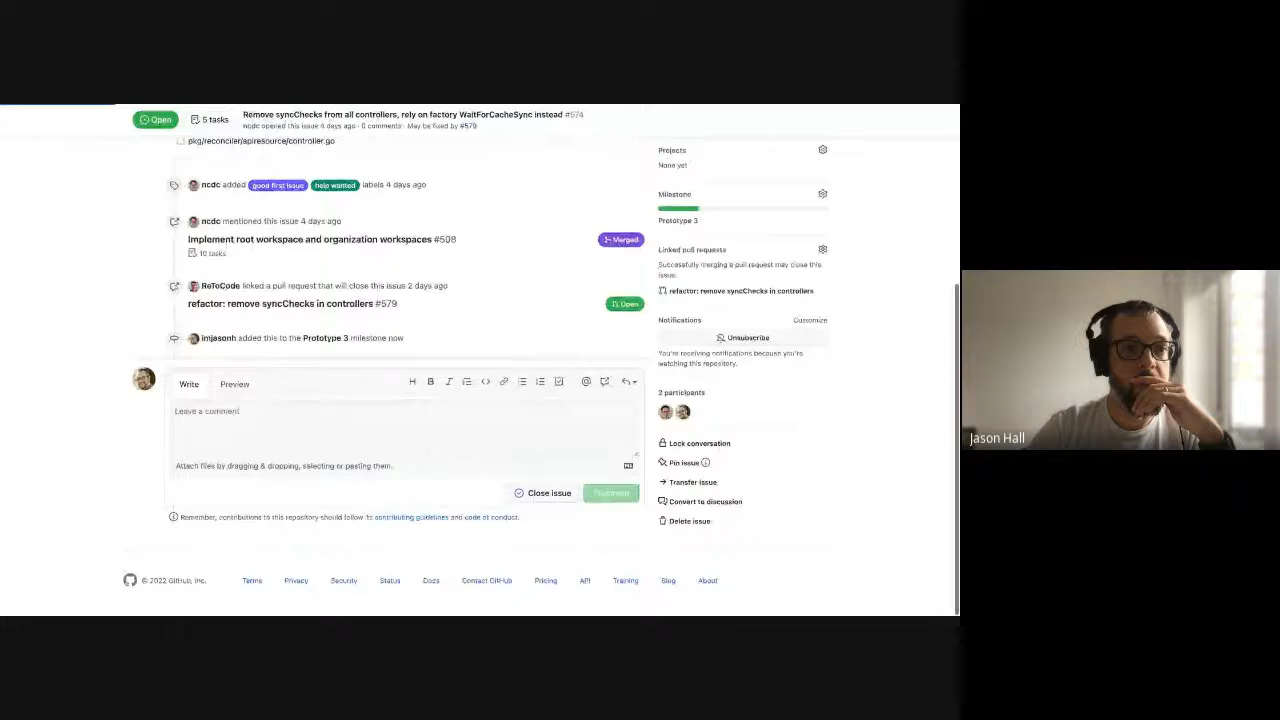 Open
5 tasks
Remove syncChecks from all controllers, rely on factory WaitForCacheSync instead #574
ncdc opened this issue 4 days ago · 0 comments · May be fixed by #579
pkg/reconciler/apiresource/controller.go
ncdc added good first issue help wanted labels 4 days ago
ncdc mentioned this issue 4 days ago
Implement root workspace and organization workspaces #508
Merged
10 tasks
ReToCode linked a pull request that will close this issue 2 days ago
refactor: remove syncChecks in controllers #579
Open
imjasonh added this to the Prototype 3 milestone now
Write Preview
Leave a comment
Attach files by dragging & dropping, selecting or pasting them.
Close issue
Comment
Remember, contributions to this repository should follow its contributing guidelines and code of conduct.
Projects
None yet
Milestone
Prototype 3
Linked pull requests
Successfully merging a pull request may close this
issue.
refactor: remove syncChecks in controllers
Notifications Customize
Unsubscribe
You're receiving notifications because you're
watching this repository.
2 participants
Lock conversation
Pin issue
Transfer issue
Convert to discussion
Delete issue
© 2022 GitHub, Inc. Terms Privacy Security Status Docs Contact GitHub Pricing API Training Blog About
Jason Hall